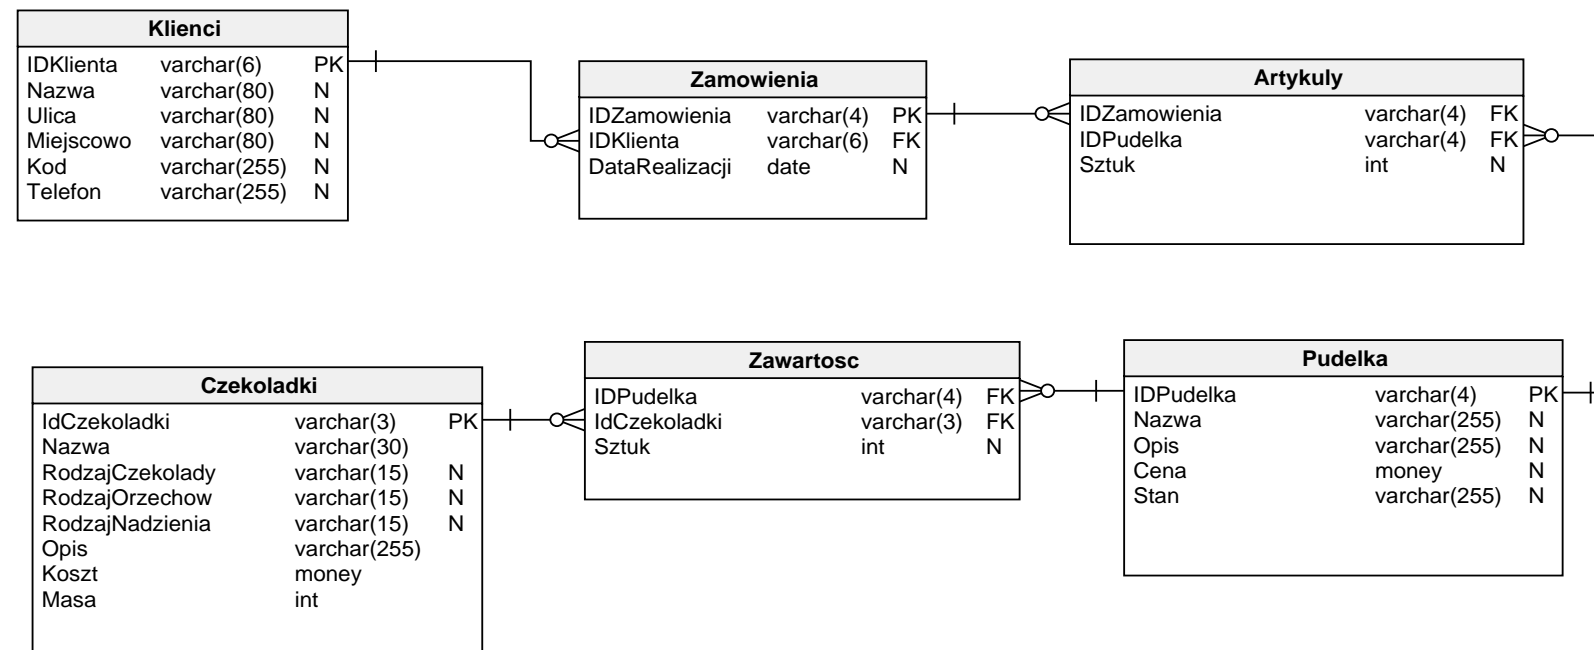 Klienci
IDKlienta varchar(6) PK
Nazwa varchar(80) N
Ulica varchar(80) N
Miejscowo varchar(80) N
Kod varchar(255) N
Telefon varchar(255) N
Zamowienia
IDZamowienia varchar(4) PK
IDKlienta varchar(6) FK
DataRealizacji date N
Artykuly
IDZamowienia varchar(4) FK
IDPudelka varchar(4) FK
Sztuk int N
Czekoladki
IdCzekoladki varchar(3) PK
Nazwa varchar(30)
RodzajCzekolady varchar(15) N
RodzajOrzechow varchar(15) N
RodzajNadzienia varchar(15) N
Opis varchar(255)
Koszt money
Masa int
Zawartosc
IDPudelka varchar(4) FK
IdCzekoladki varchar(3) FK
Sztuk int N
Pudelka
IDPudelka varchar(4) PK
Nazwa varchar(255) N
Opis varchar(255) N
Cena money N
Stan varchar(255) N